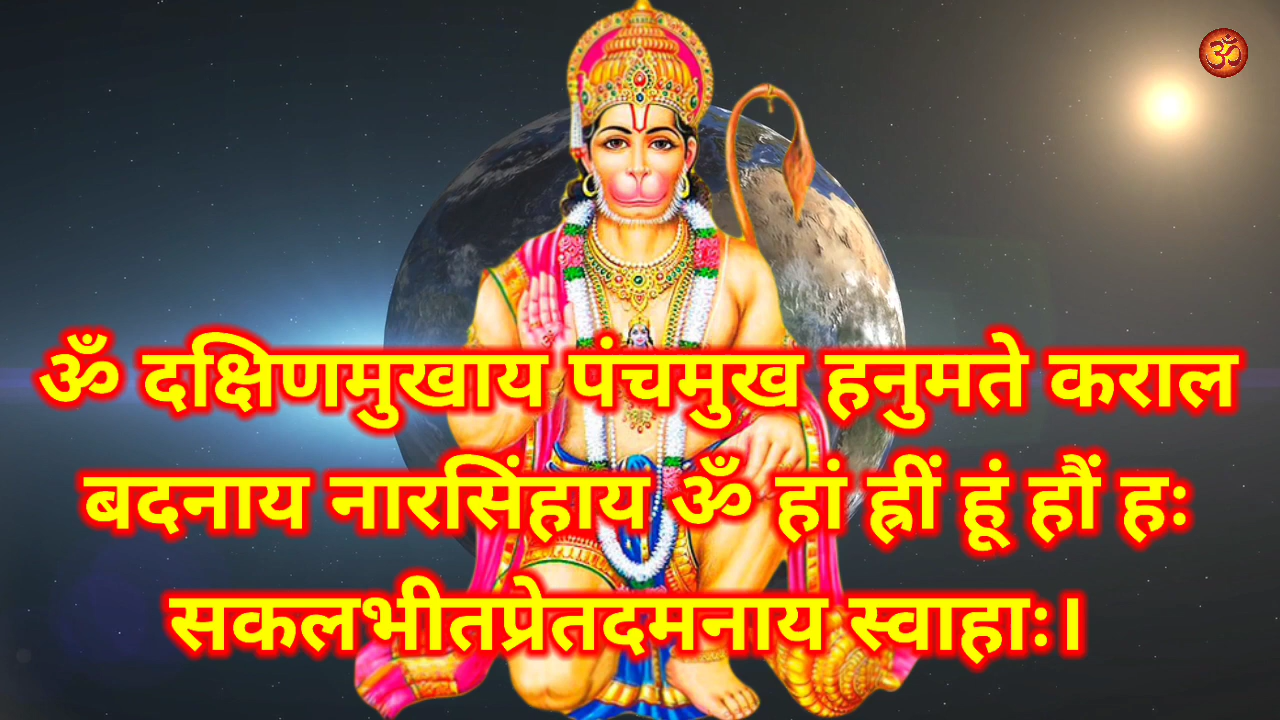 ॐ
ॐ दक्षिणमुखाय पंचमुख हनुमते कराल
बदनाय नारसिंहाय ॐ हां ह्रीं हूं हौं हः
सकलभीतप्रेतदमनाय स्वाहाः।